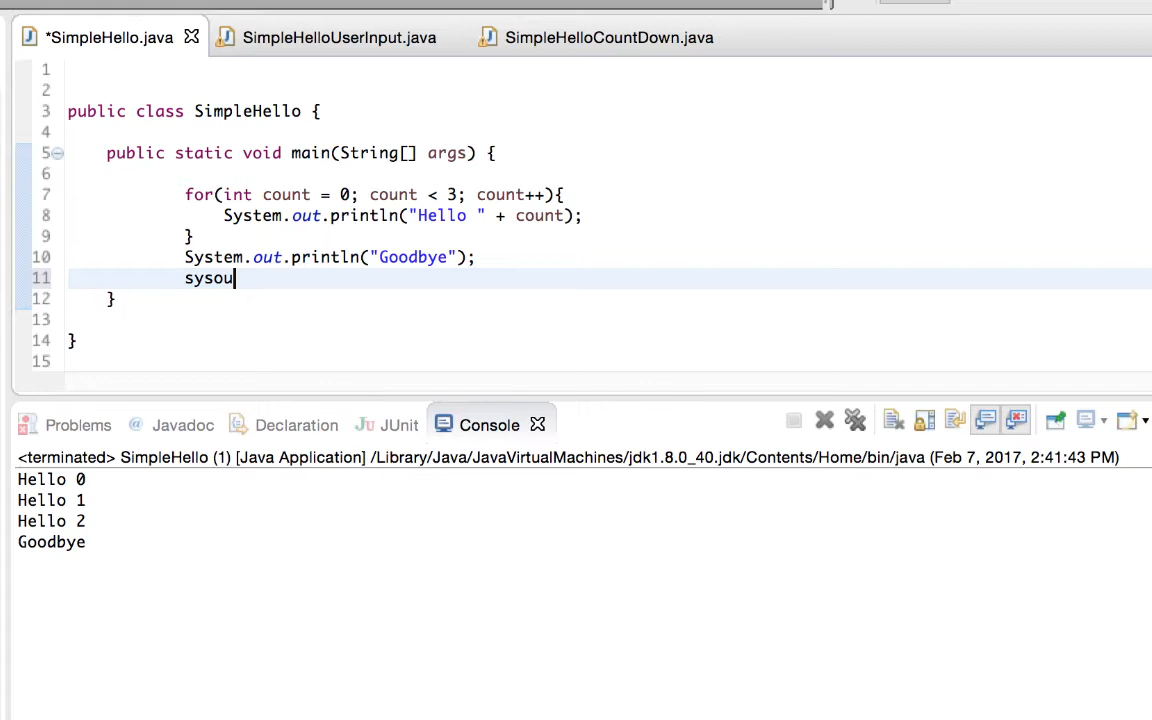 *SimpleHello.java SimpleHelloUserInput.java SimpleHelloCountDown.java
1
2
3 public class SimpleHello {
4
5 public static void main(String[] args) {
6
7 for(int count = 0; count < 3; count++){
8 System.out.println("Hello " + count);
9 }
10 System.out.println("Goodbye");
11 sysou
12 }
13
14 }
15
Problems @ Javadoc Declaration JU JUnit Console
<terminated> SimpleHello (1) [Java Application] /Library/Java/JavaVirtualMachines/jdk1.8.0_40.jdk/Contents/Home/bin/java (Feb 7, 2017, 2:41:43 PM)
Hello 0
Hello 1
Hello 2
Goodbye